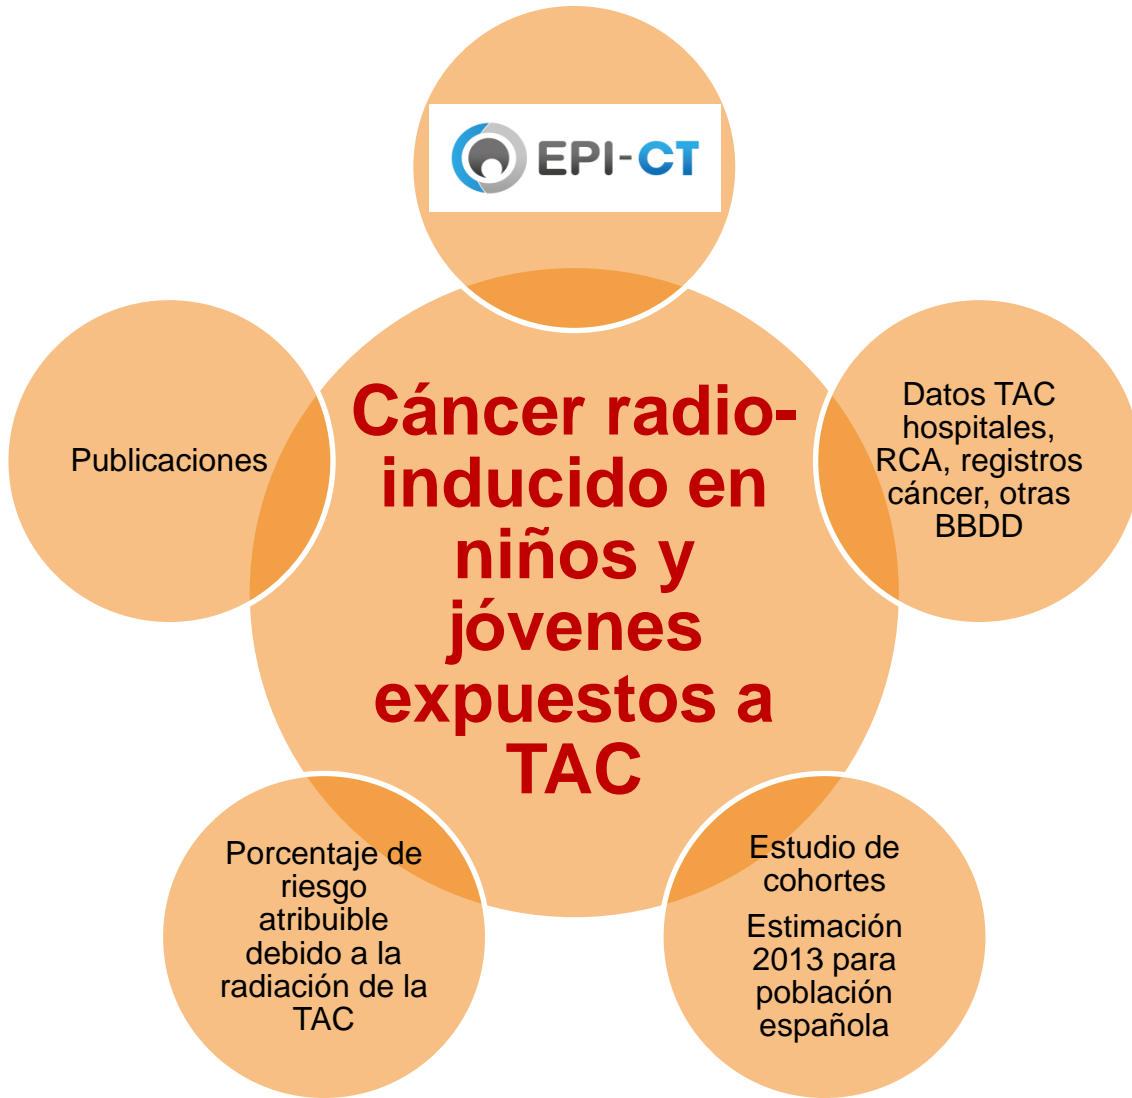 EPI-CT
Cáncer radio-
inducido en
niños y
jóvenes
expuestos a
TAC
Datos TAC
hospitales,
RCA, registros
cáncer, otras
BBDD
Estudio de
cohortes
Estimación
2013 para
población
española
Porcentaje de
riesgo
atribuible
debido a la
radiación de la
TAC
Publicaciones